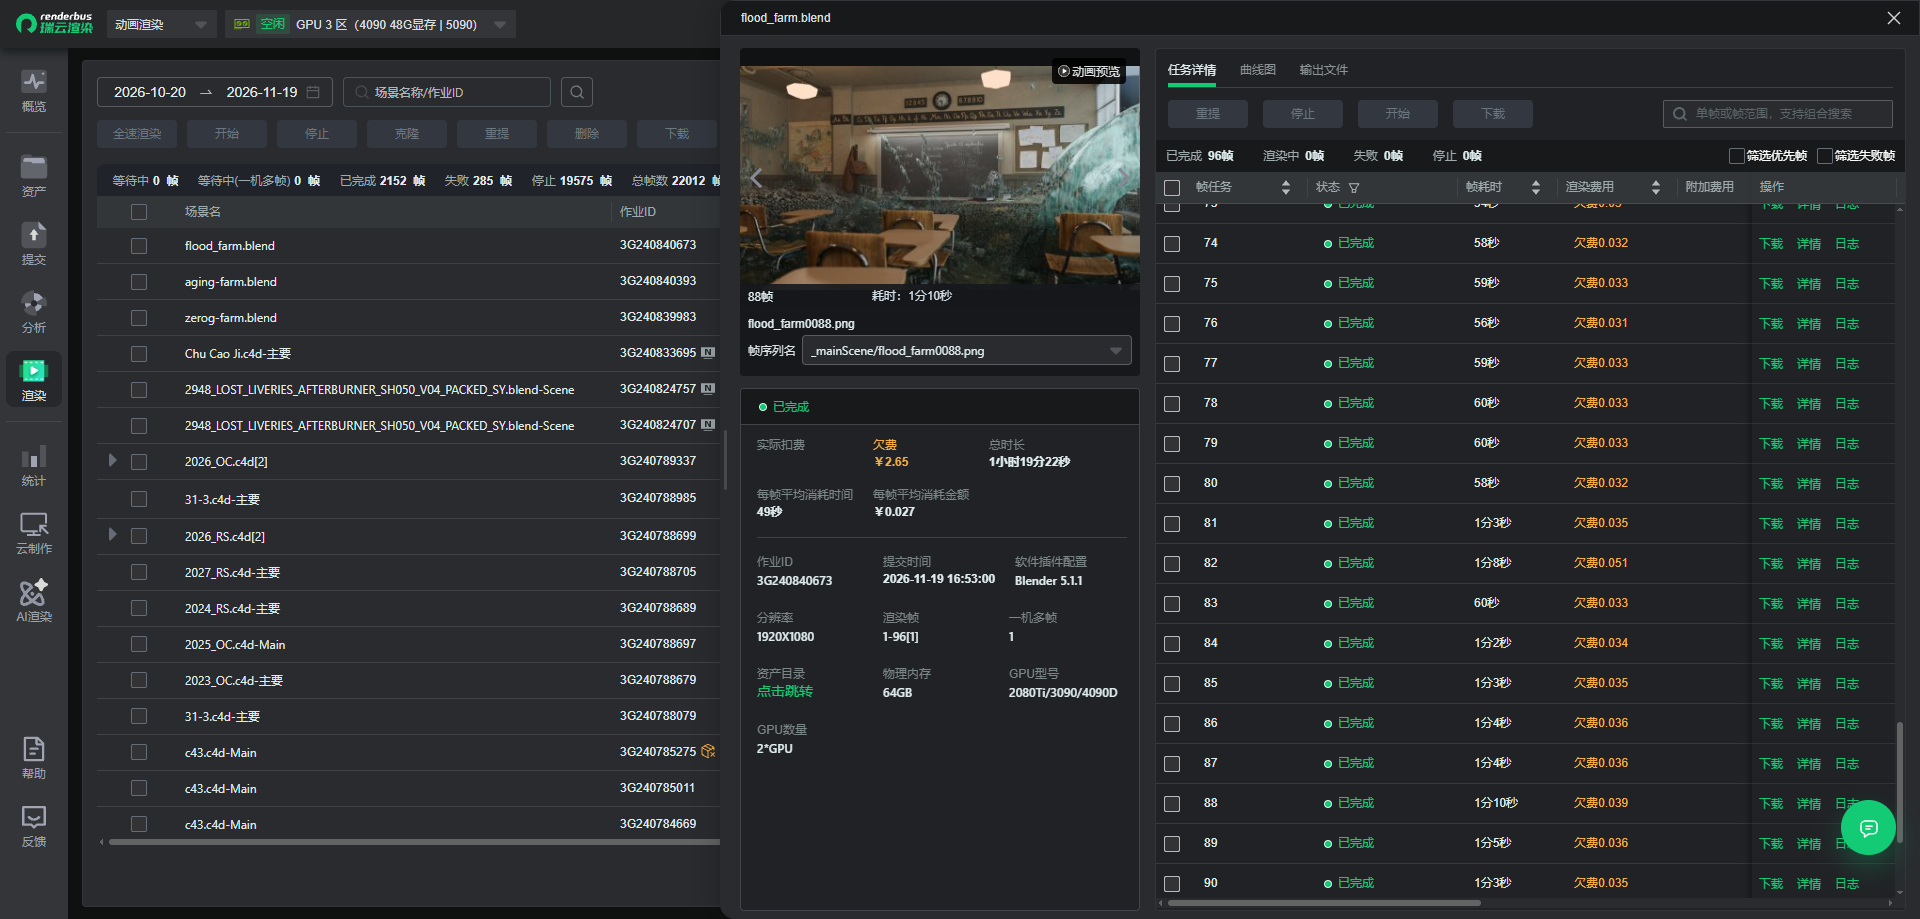 renderbus
瑞云渲染
动画渲染
空闲 GPU 3 区（4090 48G显存 | 5090）
概览
资产
提交
分析
渲染
统计
云制作
AI渲染
帮助
反馈
2026-10-20 → 2026-11-19
场景名称/作业ID
全速渲染 开始 停止 克隆 重提 删除 下载
等待中 0 帧 等待中(一机多帧) 0 帧 已完成 2152 帧 失败 285 帧 停止 19575 帧 总帧数 22012 帧
场景名 作业ID
flood_farm.blend 3G240840673
aging-farm.blend 3G240840393
zerog-farm.blend 3G240839983
Chu Cao Ji.c4d-主要 3G240833695 N
2948_LOST_LIVERIES_AFTERBURNER_SH050_V04_PACKED_SY.blend-Scene 3G240824757 N
2948_LOST_LIVERIES_AFTERBURNER_SH050_V04_PACKED_SY.blend-Scene 3G240824707 N
2026_OC.c4d[2] 3G240789337
31-3.c4d-主要 3G240788985
2026_RS.c4d[2] 3G240788699
2027_RS.c4d-主要 3G240788705
2024_RS.c4d-主要 3G240788689
2025_OC.c4d-Main 3G240788697
2023_OC.c4d-主要 3G240788679
31-3.c4d-主要 3G240788079
c43.c4d-Main 3G240785275
c43.c4d-Main 3G240785011
c43.c4d-Main 3G240784669
flood_farm.blend
动画预览
88帧 耗时：1分10秒
flood_farm0088.png
帧序列名 _mainScene/flood_farm0088.png
已完成
实际扣费 欠费 总时长
￥2.65 1小时19分22秒
每帧平均消耗时间 每帧平均消耗金额
49秒 ￥0.027
作业ID 提交时间 软件插件配置
3G240840673 2026-11-19 16:53:00 Blender 5.1.1
分辨率 渲染帧 一机多帧
1920X1080 1-96[1] 1
资产目录 物理内存 GPU型号
点击跳转 64GB 2080Ti/3090/4090D
GPU数量
2*GPU
任务详情 曲线图 输出文件
重提 停止 开始 下载
单帧或帧范围，支持组合搜索
已完成 96帧 渲染中 0帧 失败 0帧 停止 0帧 筛选优先帧 筛选失败帧
帧任务 状态 帧耗时 渲染费用 附加费用 操作
74 已完成 58秒 欠费0.032 下载 详情 日志
75 已完成 59秒 欠费0.033 下载 详情 日志
76 已完成 56秒 欠费0.031 下载 详情 日志
77 已完成 59秒 欠费0.033 下载 详情 日志
78 已完成 60秒 欠费0.033 下载 详情 日志
79 已完成 60秒 欠费0.033 下载 详情 日志
80 已完成 58秒 欠费0.032 下载 详情 日志
81 已完成 1分3秒 欠费0.035 下载 详情 日志
82 已完成 1分8秒 欠费0.051 下载 详情 日志
83 已完成 60秒 欠费0.033 下载 详情 日志
84 已完成 1分2秒 欠费0.034 下载 详情 日志
85 已完成 1分3秒 欠费0.035 下载 详情 日志
86 已完成 1分4秒 欠费0.036 下载 详情 日志
87 已完成 1分4秒 欠费0.036 下载 详情 日志
88 已完成 1分10秒 欠费0.039 下载 详情 日志
89 已完成 1分5秒 欠费0.036 下载 详情
90 已完成 1分3秒 欠费0.035 下载 详情 日志